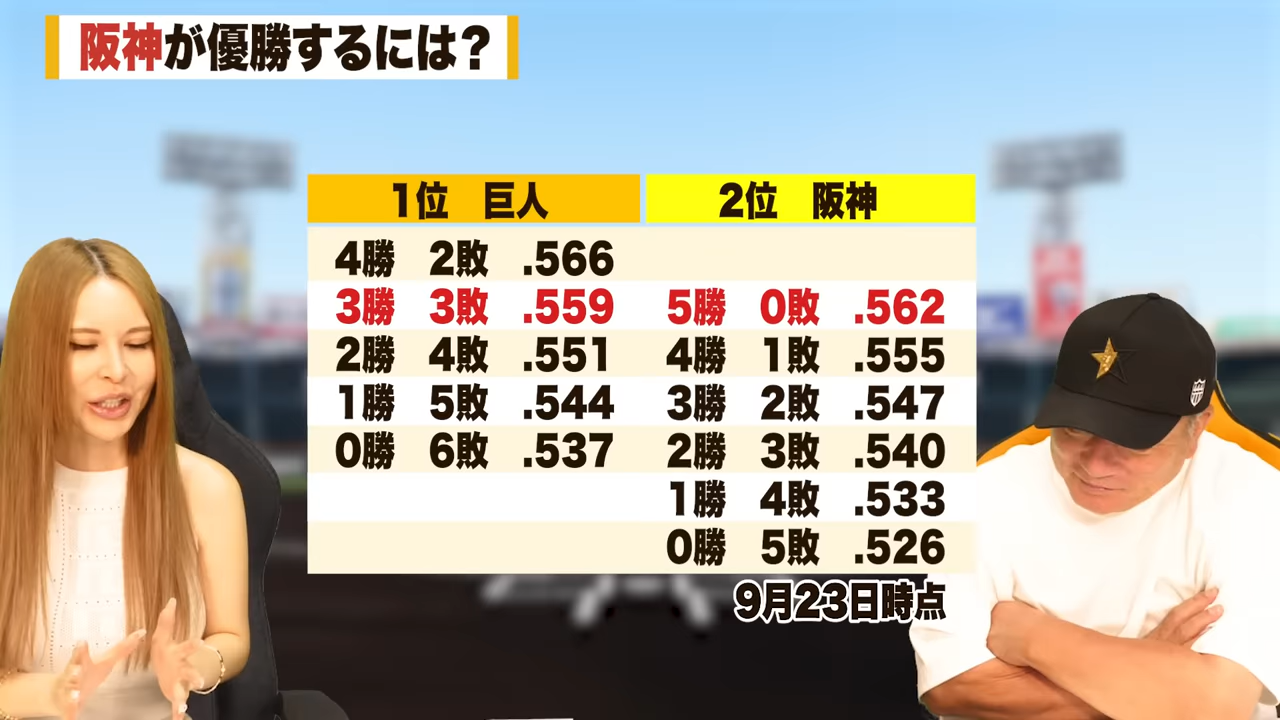 阪神が優勝するには？
1位 巨人 2位 阪神
4勝 2敗 .566
3勝 3敗 .559 5勝 0敗 .562
2勝 4敗 .551 4勝 1敗 .555
1勝 5敗 .544 3勝 2敗 .547
0勝 6敗 .537 2勝 3敗 .540
1勝 4敗 .533
0勝 5敗 .526
9月23日時点